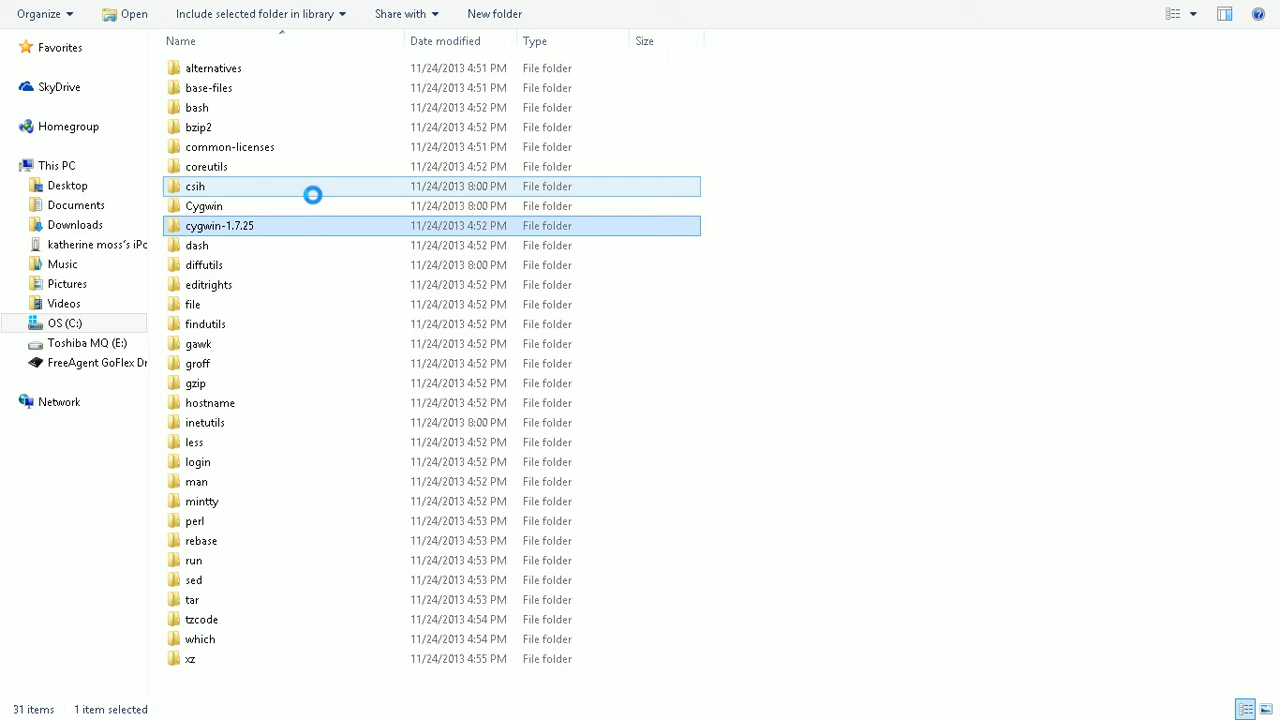 Organize Open Include selected folder in library Share with New folder
Name Date modified Type Size
Favorites
SkyDrive
Homegroup
This PC
Desktop
Documents
Downloads
katherine moss's iPo
Music
Pictures
Videos
OS (C:)
Toshiba MQ (E:)
FreeAgent GoFlex Dr
Network
alternatives 11/24/2013 4:51 PM File folder
base-files 11/24/2013 4:51 PM File folder
bash 11/24/2013 4:52 PM File folder
bzip2 11/24/2013 4:52 PM File folder
common-licenses 11/24/2013 4:51 PM File folder
coreutils 11/24/2013 4:52 PM File folder
csih 11/24/2013 8:00 PM File folder
Cygwin 11/24/2013 8:00 PM File folder
cygwin-1.7.25 11/24/2013 4:52 PM File folder
dash 11/24/2013 4:52 PM File folder
diffutils 11/24/2013 8:00 PM File folder
editrights 11/24/2013 4:52 PM File folder
file 11/24/2013 4:52 PM File folder
findutils 11/24/2013 4:52 PM File folder
gawk 11/24/2013 4:52 PM File folder
groff 11/24/2013 4:52 PM File folder
gzip 11/24/2013 4:52 PM File folder
hostname 11/24/2013 4:52 PM File folder
inetutils 11/24/2013 8:00 PM File folder
less 11/24/2013 4:52 PM File folder
login 11/24/2013 4:52 PM File folder
man 11/24/2013 4:52 PM File folder
mintty 11/24/2013 4:52 PM File folder
perl 11/24/2013 4:53 PM File folder
rebase 11/24/2013 4:53 PM File folder
run 11/24/2013 4:53 PM File folder
sed 11/24/2013 4:53 PM File folder
tar 11/24/2013 4:53 PM File folder
tzcode 11/24/2013 4:54 PM File folder
which 11/24/2013 4:54 PM File folder
xz 11/24/2013 4:55 PM File folder
31 items 1 item selected